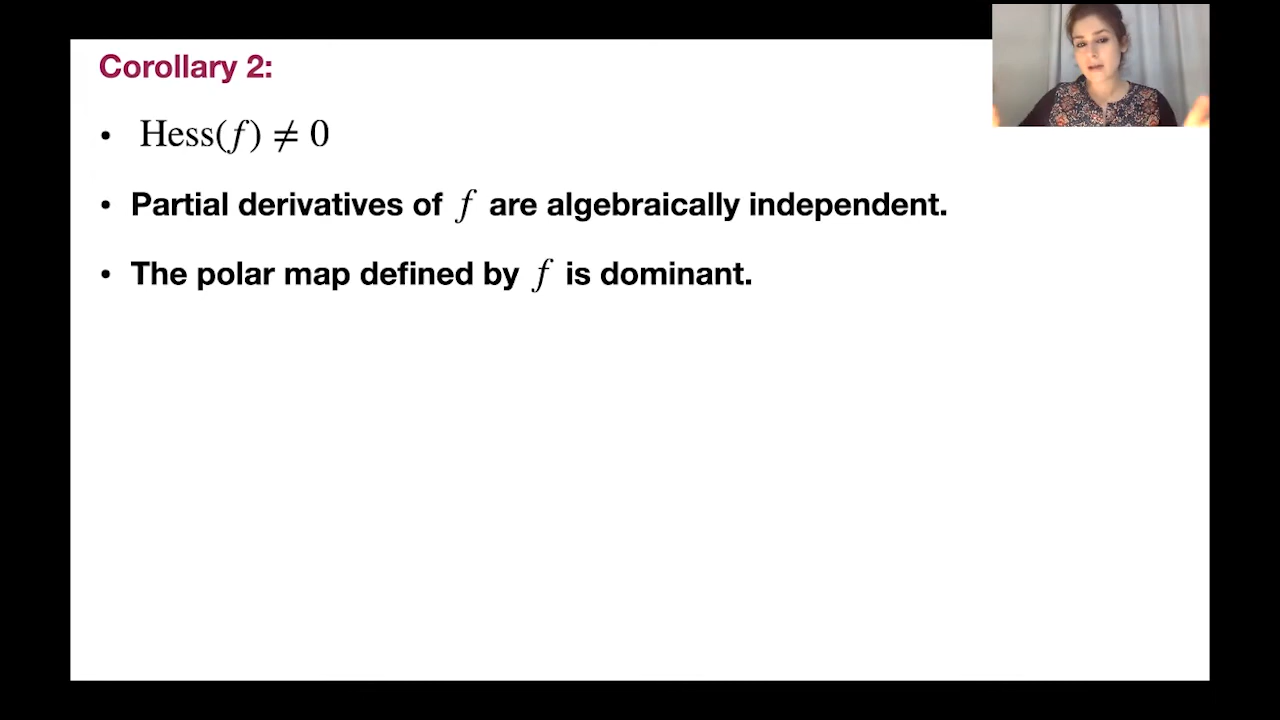 Corollary 2:
• Hess(f) ≠ 0
• Partial derivatives of f are algebraically independent.
• The polar map defined by f is dominant.